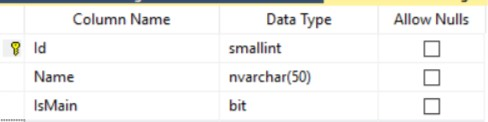 Column Name Data Type Allow Nulls
Id smallint
Name nvarchar(50)
IsMain bit